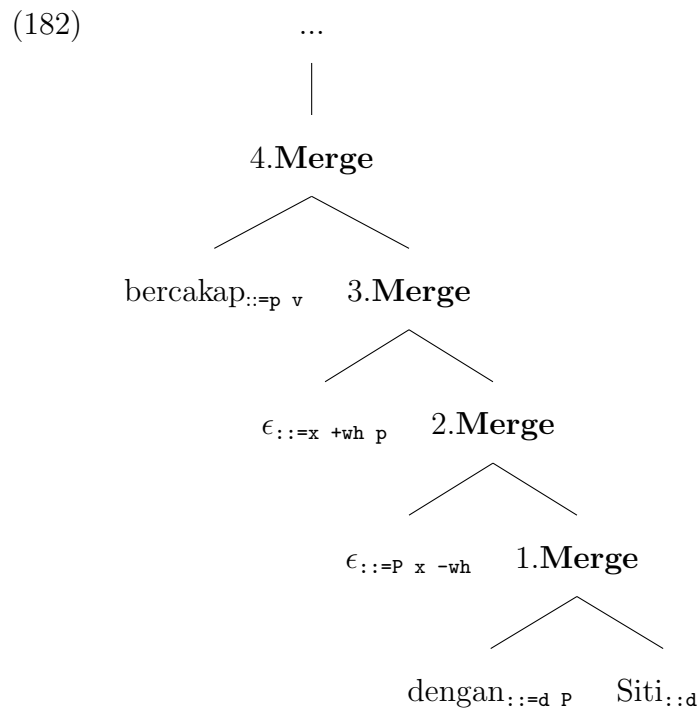 (182)
...
4.Merge
bercakap::=p v 3.Merge
ϵ::=x +wh p 2.Merge
ϵ::=P x -wh 1.Merge
dengan::=d P Siti::d